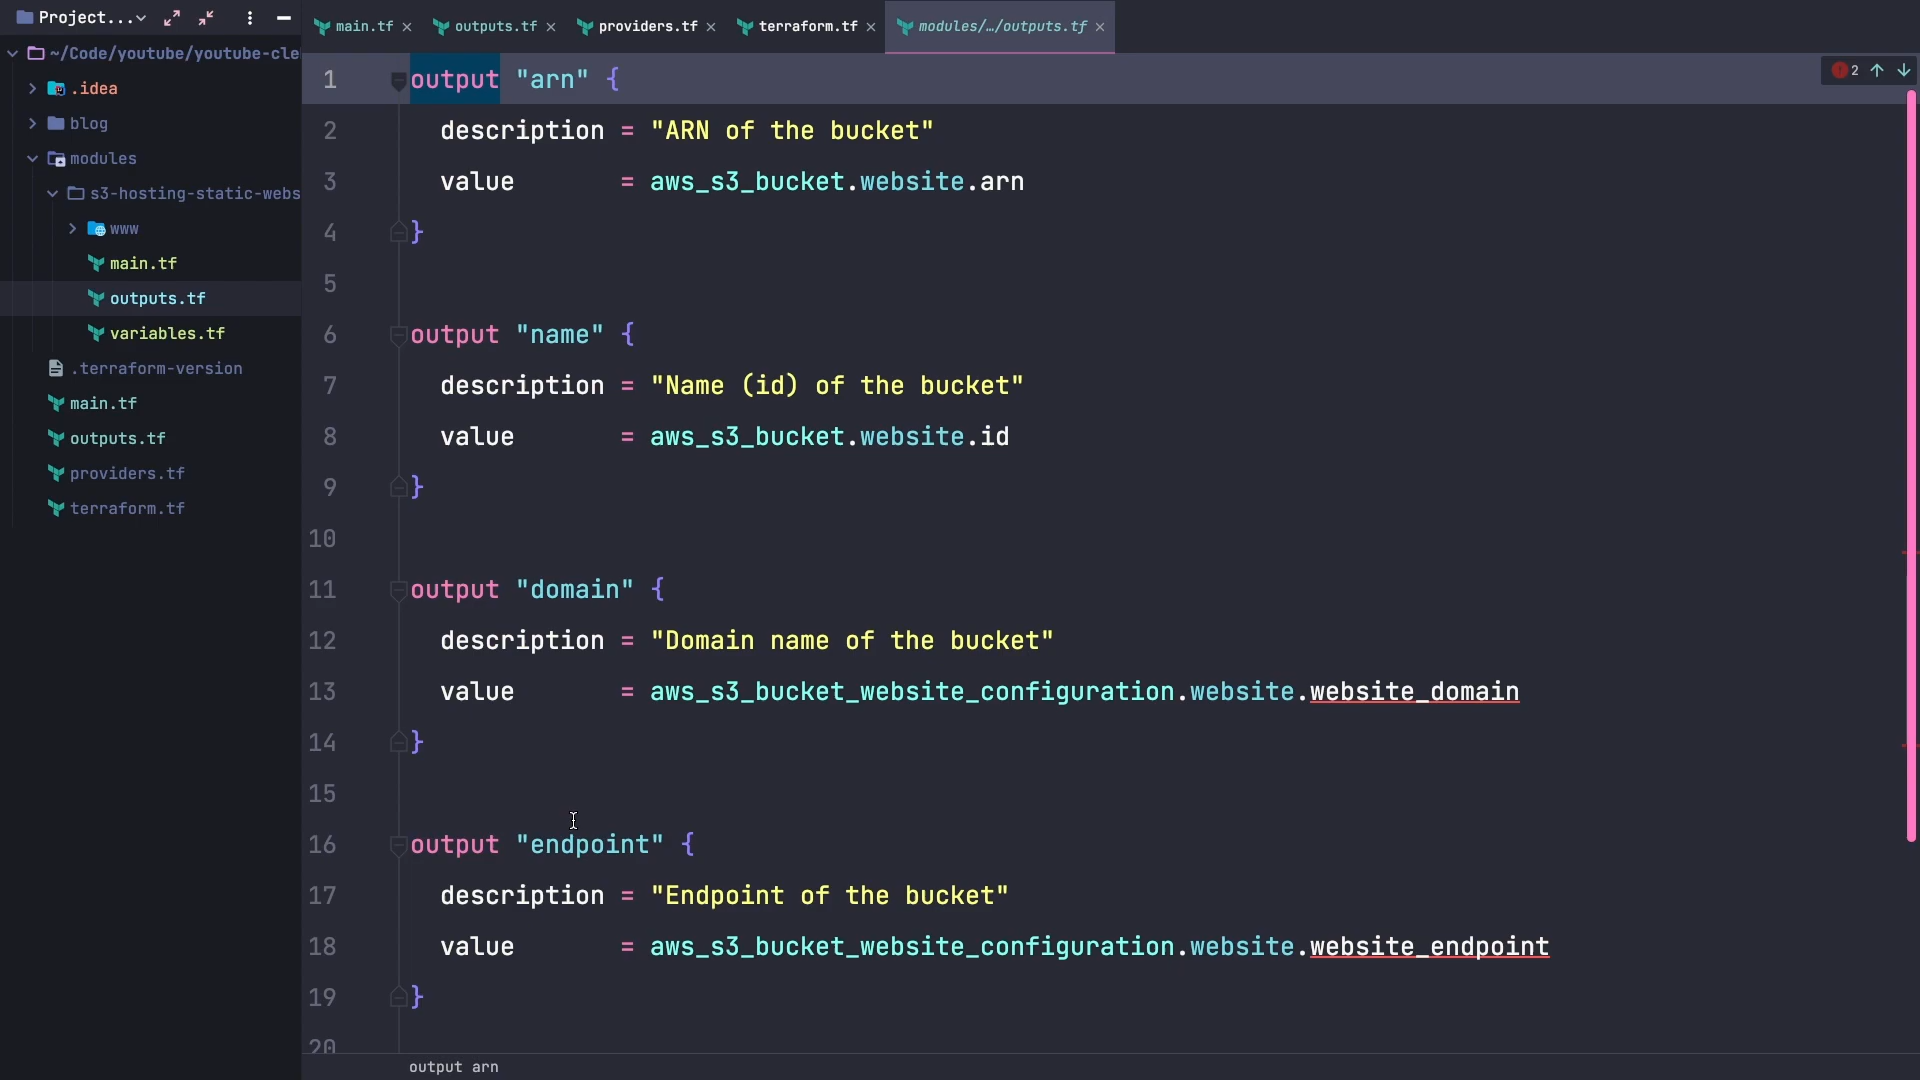 Project...
~/Code/youtube/youtube-cle
.idea
blog
modules
s3-hosting-static-webs
www
main.tf
outputs.tf
variables.tf
.terraform-version
main.tf
outputs.tf
providers.tf
terraform.tf
main.tf
outputs.tf
providers.tf
terraform.tf
modules/.../outputs.tf
2
1 output "arn" {
2 description = "ARN of the bucket"
3 value = aws_s3_bucket.website.arn
4 }
5
6 output "name" {
7 description = "Name (id) of the bucket"
8 value = aws_s3_bucket.website.id
9 }
10
11 output "domain" {
12 description = "Domain name of the bucket"
13 value = aws_s3_bucket_website_configuration.website.website_domain
14 }
15
16 output "endpoint" {
17 description = "Endpoint of the bucket"
18 value = aws_s3_bucket_website_configuration.website.website_endpoint
19 }
20
output arn